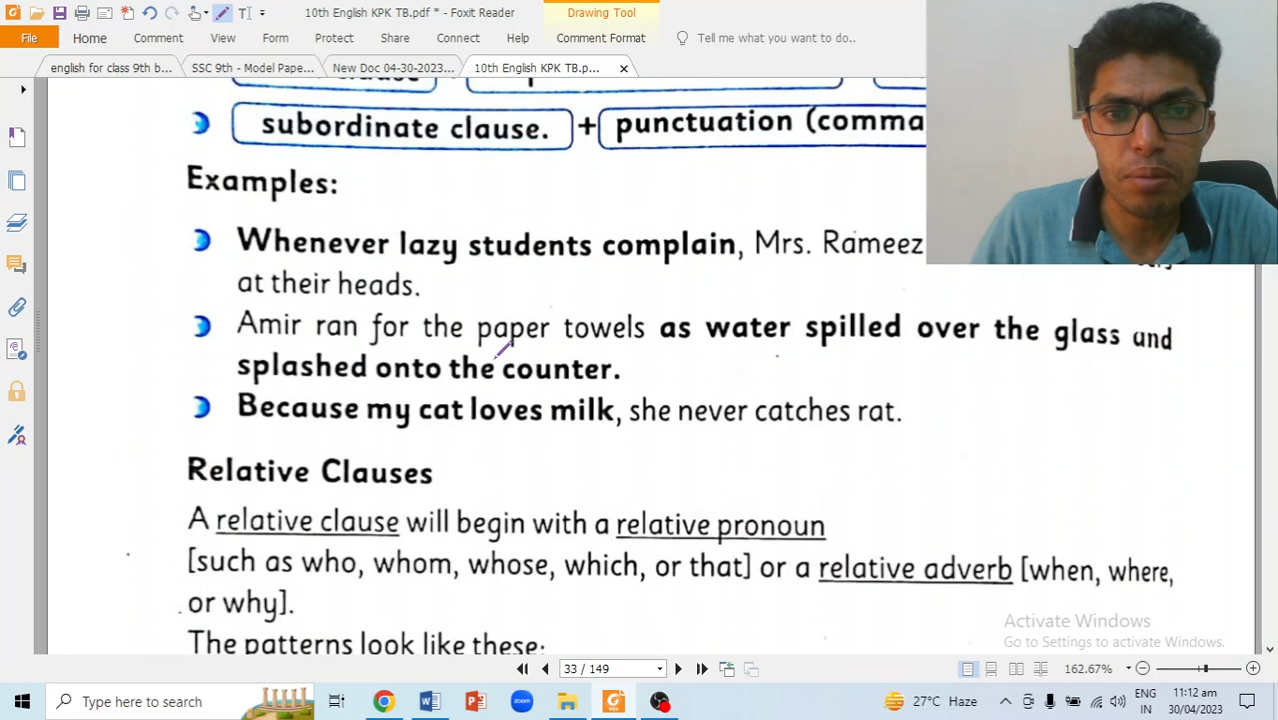 10th English KPK TB.pdf * - Foxit Reader
Drawing Tool
File Home Comment View Form Protect Share Connect Help Comment Format Tell me what you want to do..
english for class 9th b... SSC 9th - Model Pape... New Doc 04-30-2023... 10th English KPK TB.p...
subordinate clause. + punctuation (comma
Examples:
Whenever lazy students complain, Mrs. Rameez
at their heads.
Amir ran for the paper towels as water spilled over the glass and
splashed onto the counter.
Because my cat loves milk, she never catches rat.
Relative Clauses
A relative clause will begin with a relative pronoun
[such as who, whom, whose, which, or that] or a relative adverb [when, where,
or why].
The patterns look like these:
Activate Windows
Go to Settings to activate Windows.
33 / 149
162.67%
Type here to search
27°C Haze
ENG
IN
11:12 am
30/04/2023